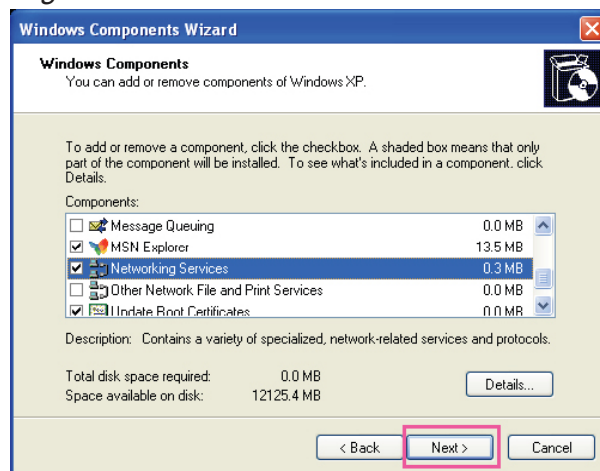 Windows Components Wizard
Windows Components
You can add or remove components of Windows XP.
To add or remove a component, click the checkbox. A shaded box means that only
part of the component will be installed. To see what's included in a component. click
Details.
Components:
Message Queuing 0.0 MB
MSN Explorer 13.5 MB
Networking Services 0.3 MB
Other Network File and Print Services 0.0 MB
Update Root Certificates 0.0 MB
Description: Contains a variety of specialized, network-related services and protocols.
Total disk space required: 0.0 MB
Space available on disk: 12125.4 MB
Details...
< Back Next > Cancel